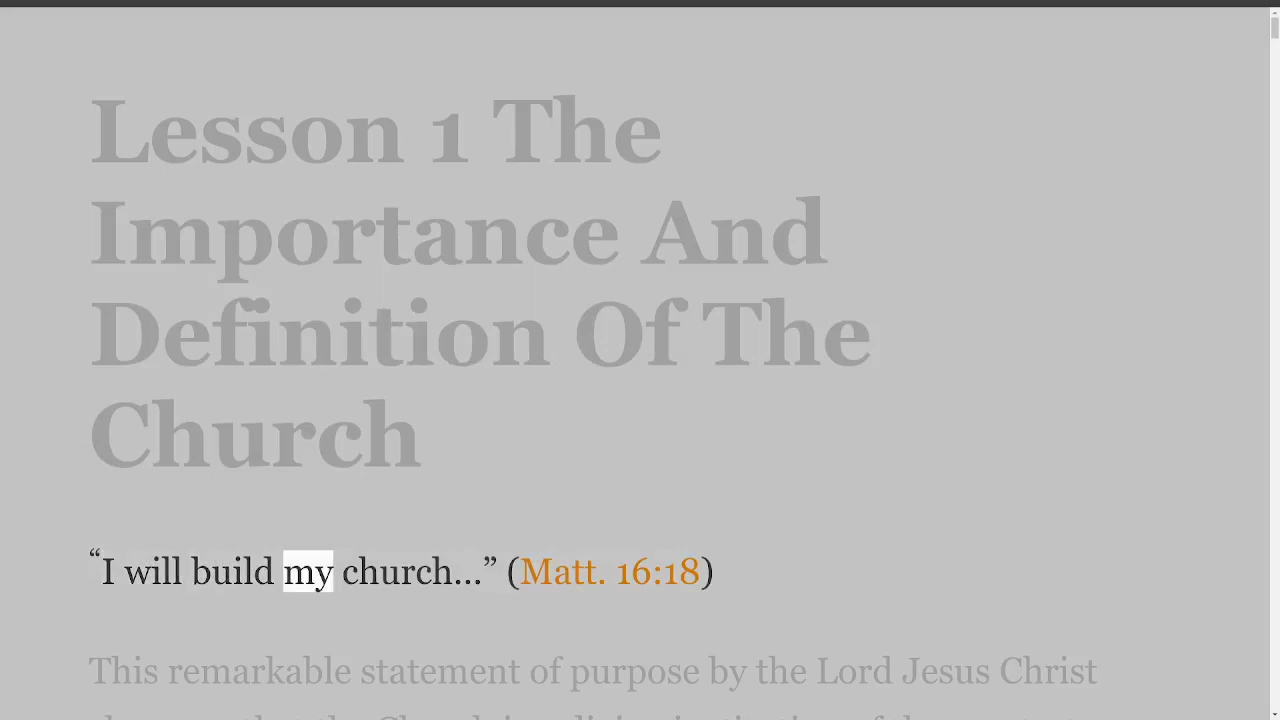 Lesson 1 The
Importance And
Definition Of The
Church
“I will build my church…” (Matt. 16:18)
This remarkable statement of purpose by the Lord Jesus Christ